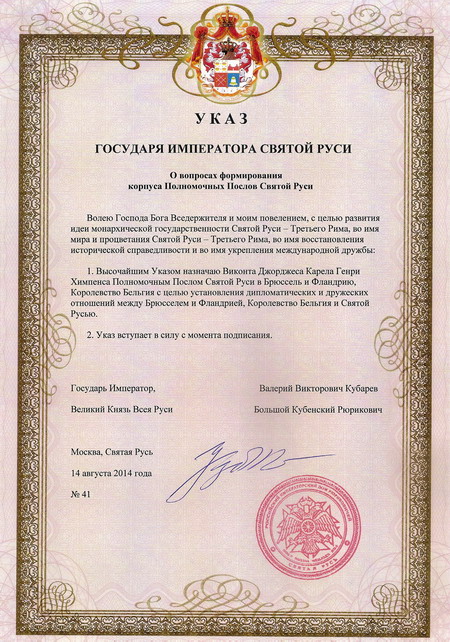 УКАЗ
ГОСУДАРЯ ИМПЕРАТОРА СВЯТОЙ РУСИ
О вопросах формирования
корпуса Полномочных Послов Святой Руси
Волею Господа Бога Вседержителя и моим повелением, с целью развития
идеи монархической государственности Святой Руси – Третьего Рима, во имя
мира и процветания Святой Руси – Третьего Рима, во имя восстановления
исторической справедливости и во имя укрепления международной дружбы:
1. Высочайшим Указом назначаю Виконта Джорджеса Карела Генри
Химпенса Полномочным Послом Святой Руси в Брюссель и Фландрию,
Королевство Бельгия с целью установления дипломатических и дружеских
отношений между Брюсселем и Фландрией, Королевство Бельгия и Святой
Русью.
2. Указ вступает в силу с момента подписания.
Государь Император, Валерий Викторович Кубарев
Великий Князь Всея Руси Большой Кубенский Рюрикович
Москва, Святая Русь
14 августа 2014 года
№ 41
СВЯТАЯ РУСЬ